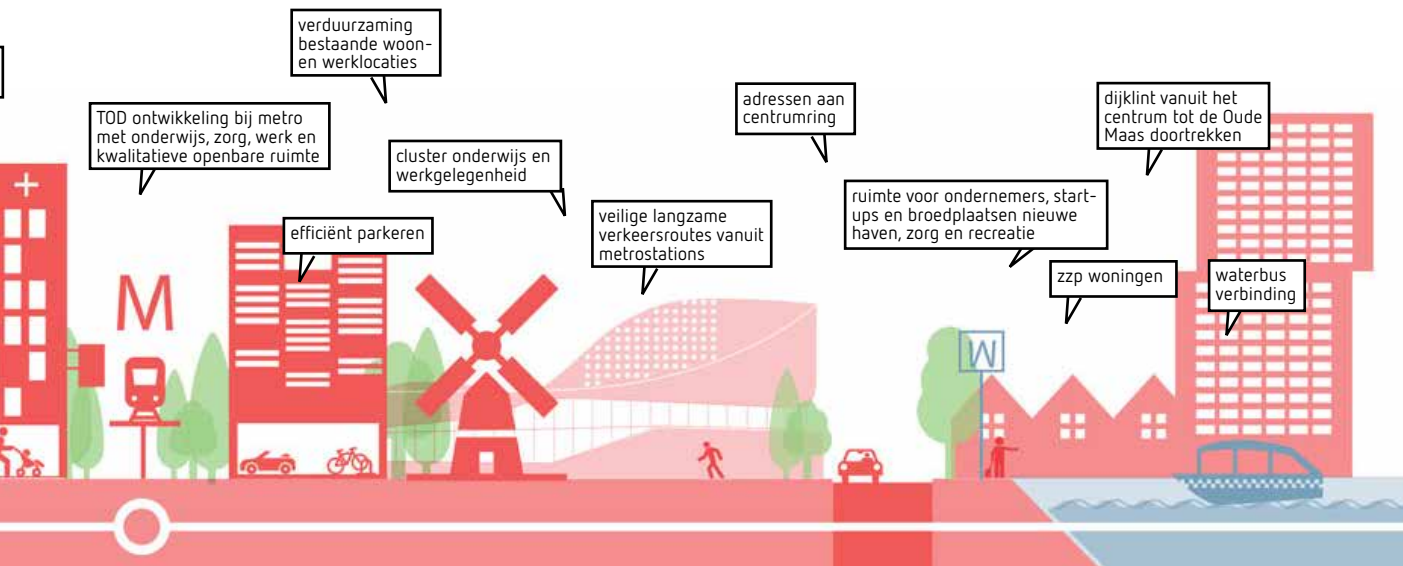 verduurzaming
bestaande woon-
en werklocaties
TOD ontwikkeling bij metro
met onderwijs, zorg, werk en
kwalitatieve openbare ruimte
cluster onderwijs en
werkgelegenheid
efficiënt parkeren
veilige langzame
verkeersroutes vanuit
metrostations
adressen aan
centrumring
ruimte voor ondernemers, start-
ups en broedplaatsen nieuwe
haven, zorg en recreatie
dijklint vanuit het
centrum tot de Oude
Maas doortrekken
zzp woningen
waterbus
verbinding
M
W